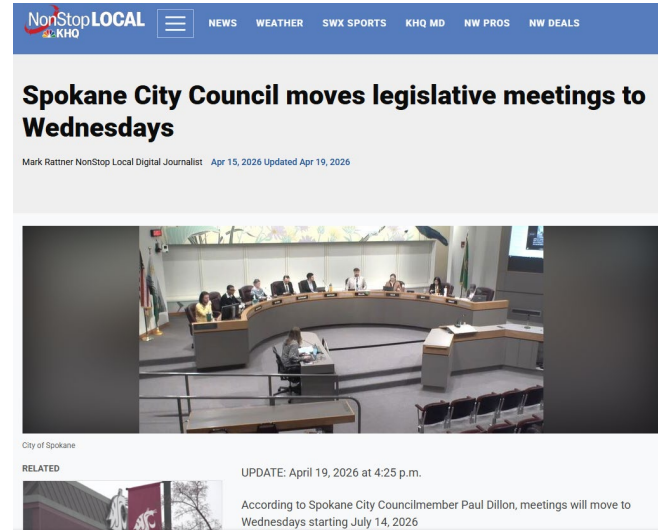 NonStop LOCAL
KHQ
NEWS WEATHER SWX SPORTS KHQ MD NW PROS NW DEALS
Spokane City Council moves legislative meetings to
Wednesdays
Mark Rattner NonStop Local Digital Journalist Apr 15, 2026 Updated Apr 19, 2026
City of Spokane
RELATED
UPDATE: April 19, 2026 at 4:25 p.m.
According to Spokane City Councilmember Paul Dillon, meetings will move to
Wednesdays starting July 14, 2026